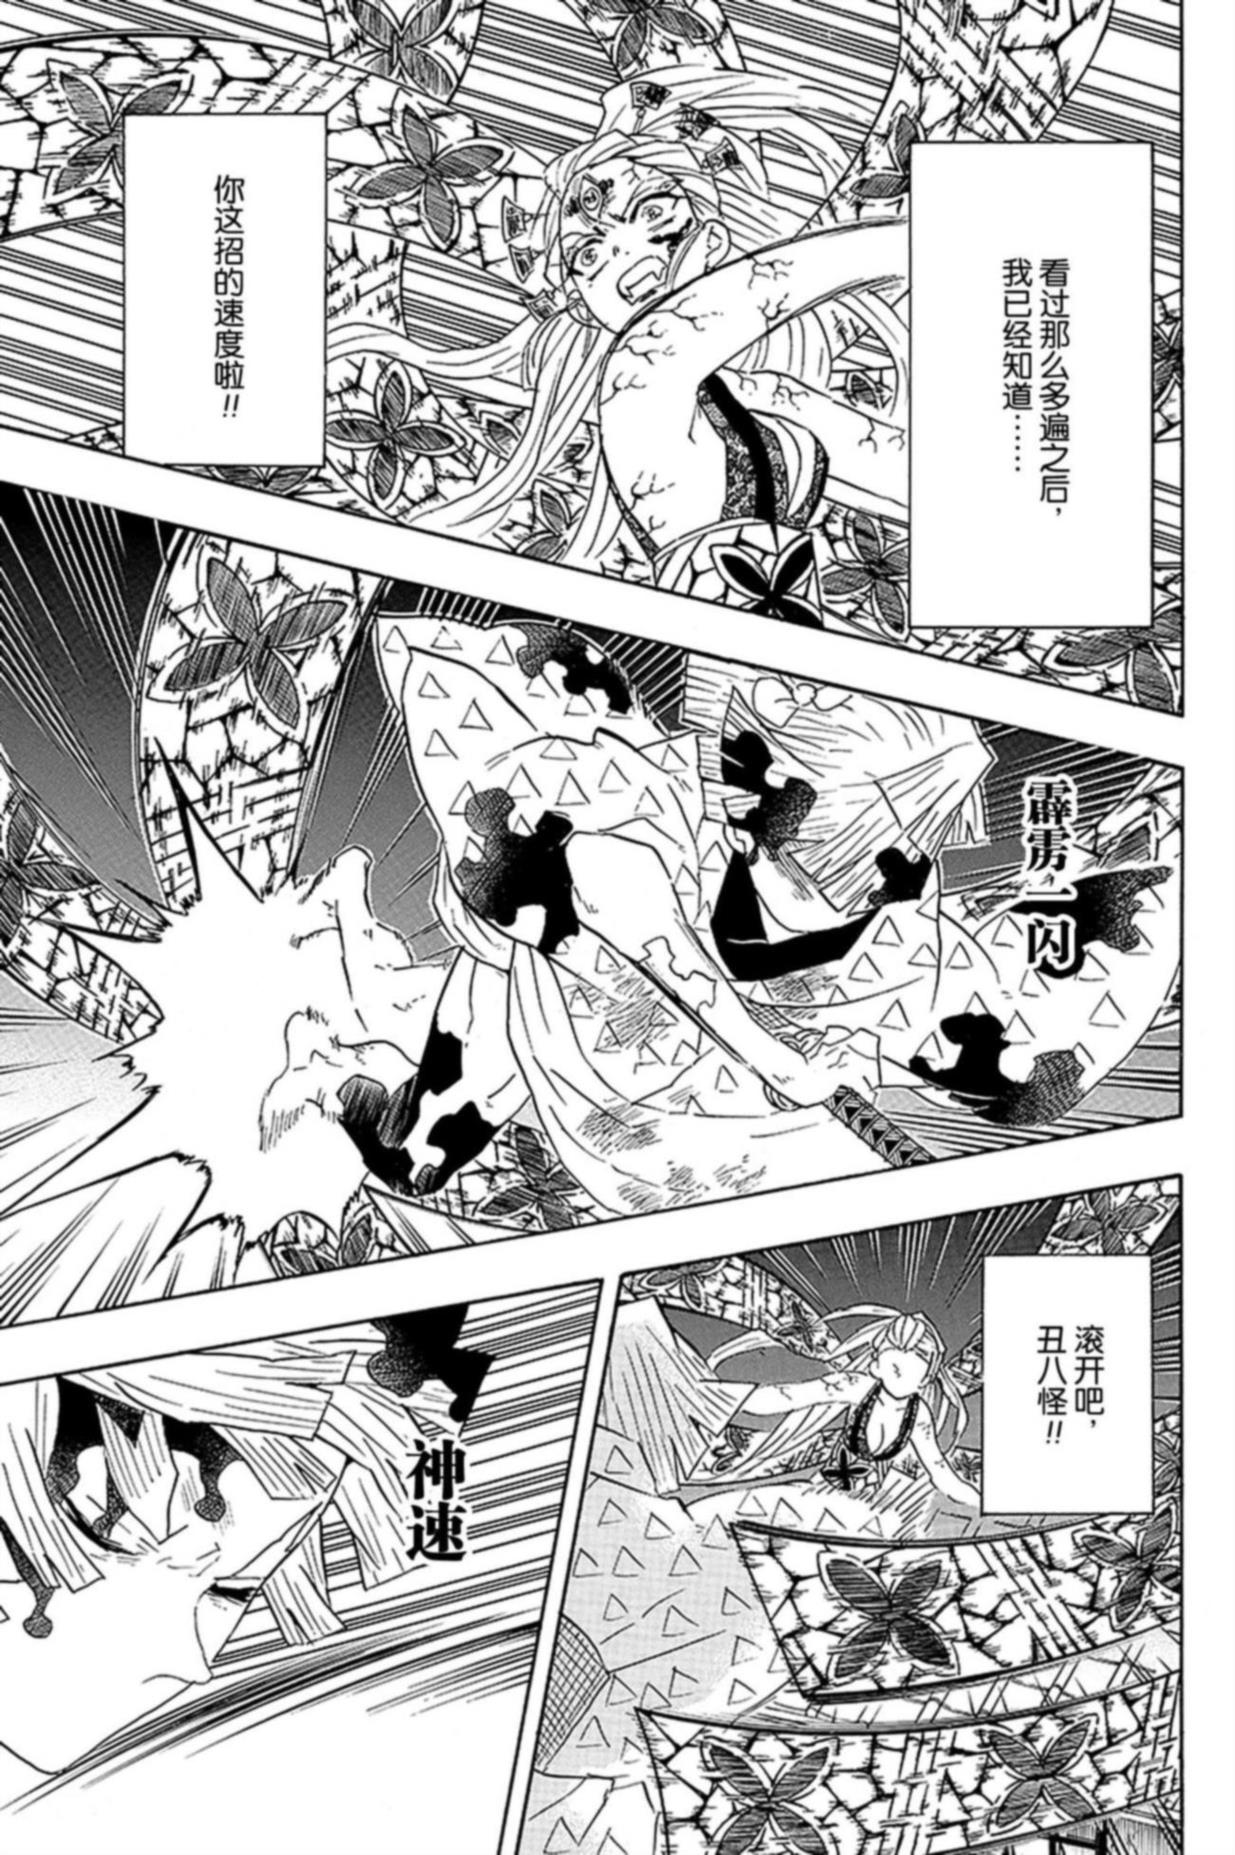 看过那么多遍之后，
我已经知道……
你这招的速度啦!!
霹雳一闪
滚开吧，
丑八怪!!
神速